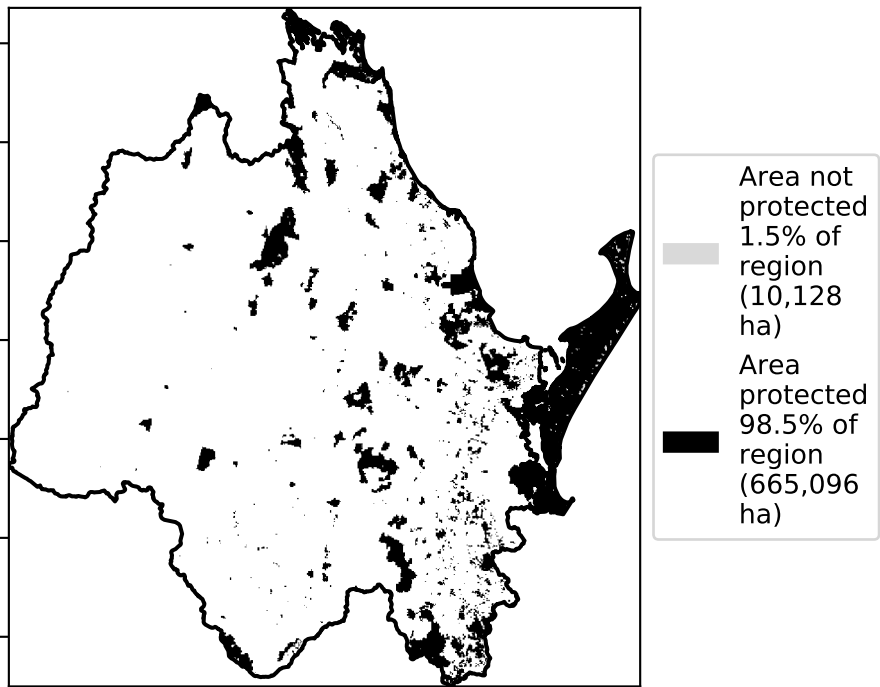 Area not
protected
1.5% of
region
(10,128
ha)
Area
protected
98.5% of
region
(665,096
ha)